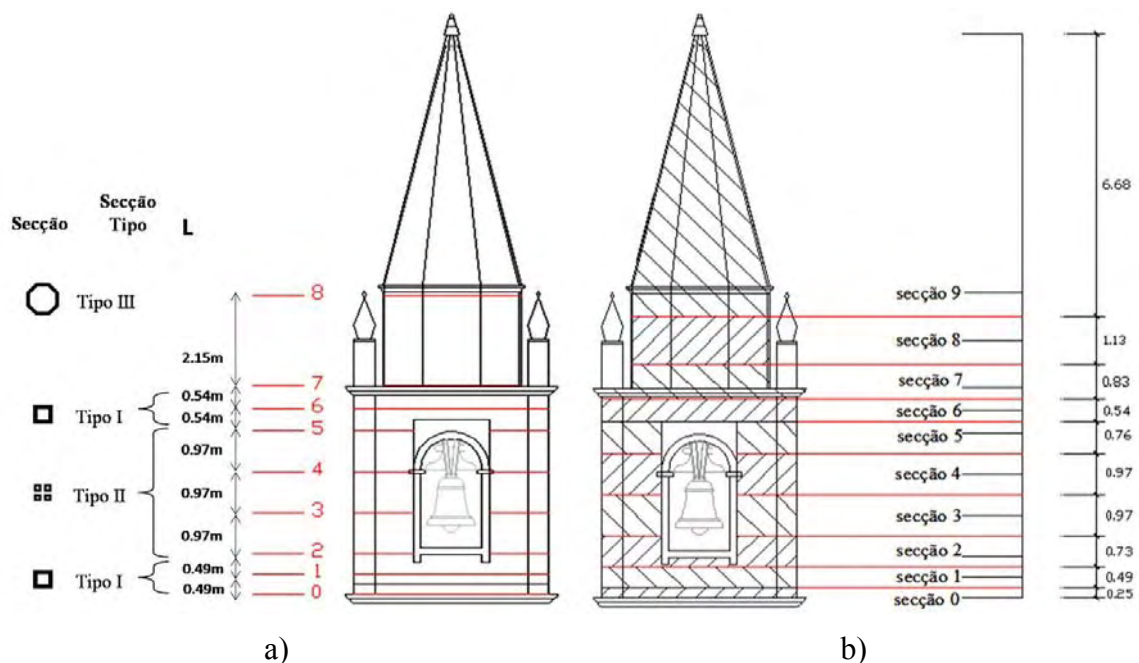 Secção
Secção
Tipo
L
Tipo III
2.15m
Tipo I
0.54m
0.54m
0.97m
Tipo II
0.97m
0.97m
Tipo I
0.49m
0.49m
8
7
6
5
4
3
2
1
0
secção 9
secção 8
secção 7
secção 6
secção 5
secção 4
secção 3
secção 2
secção 1
secção 0
6.68
1.13
0.83
0.54
0.76
0.97
0.97
0.73
0.49
0.25
a)
b)